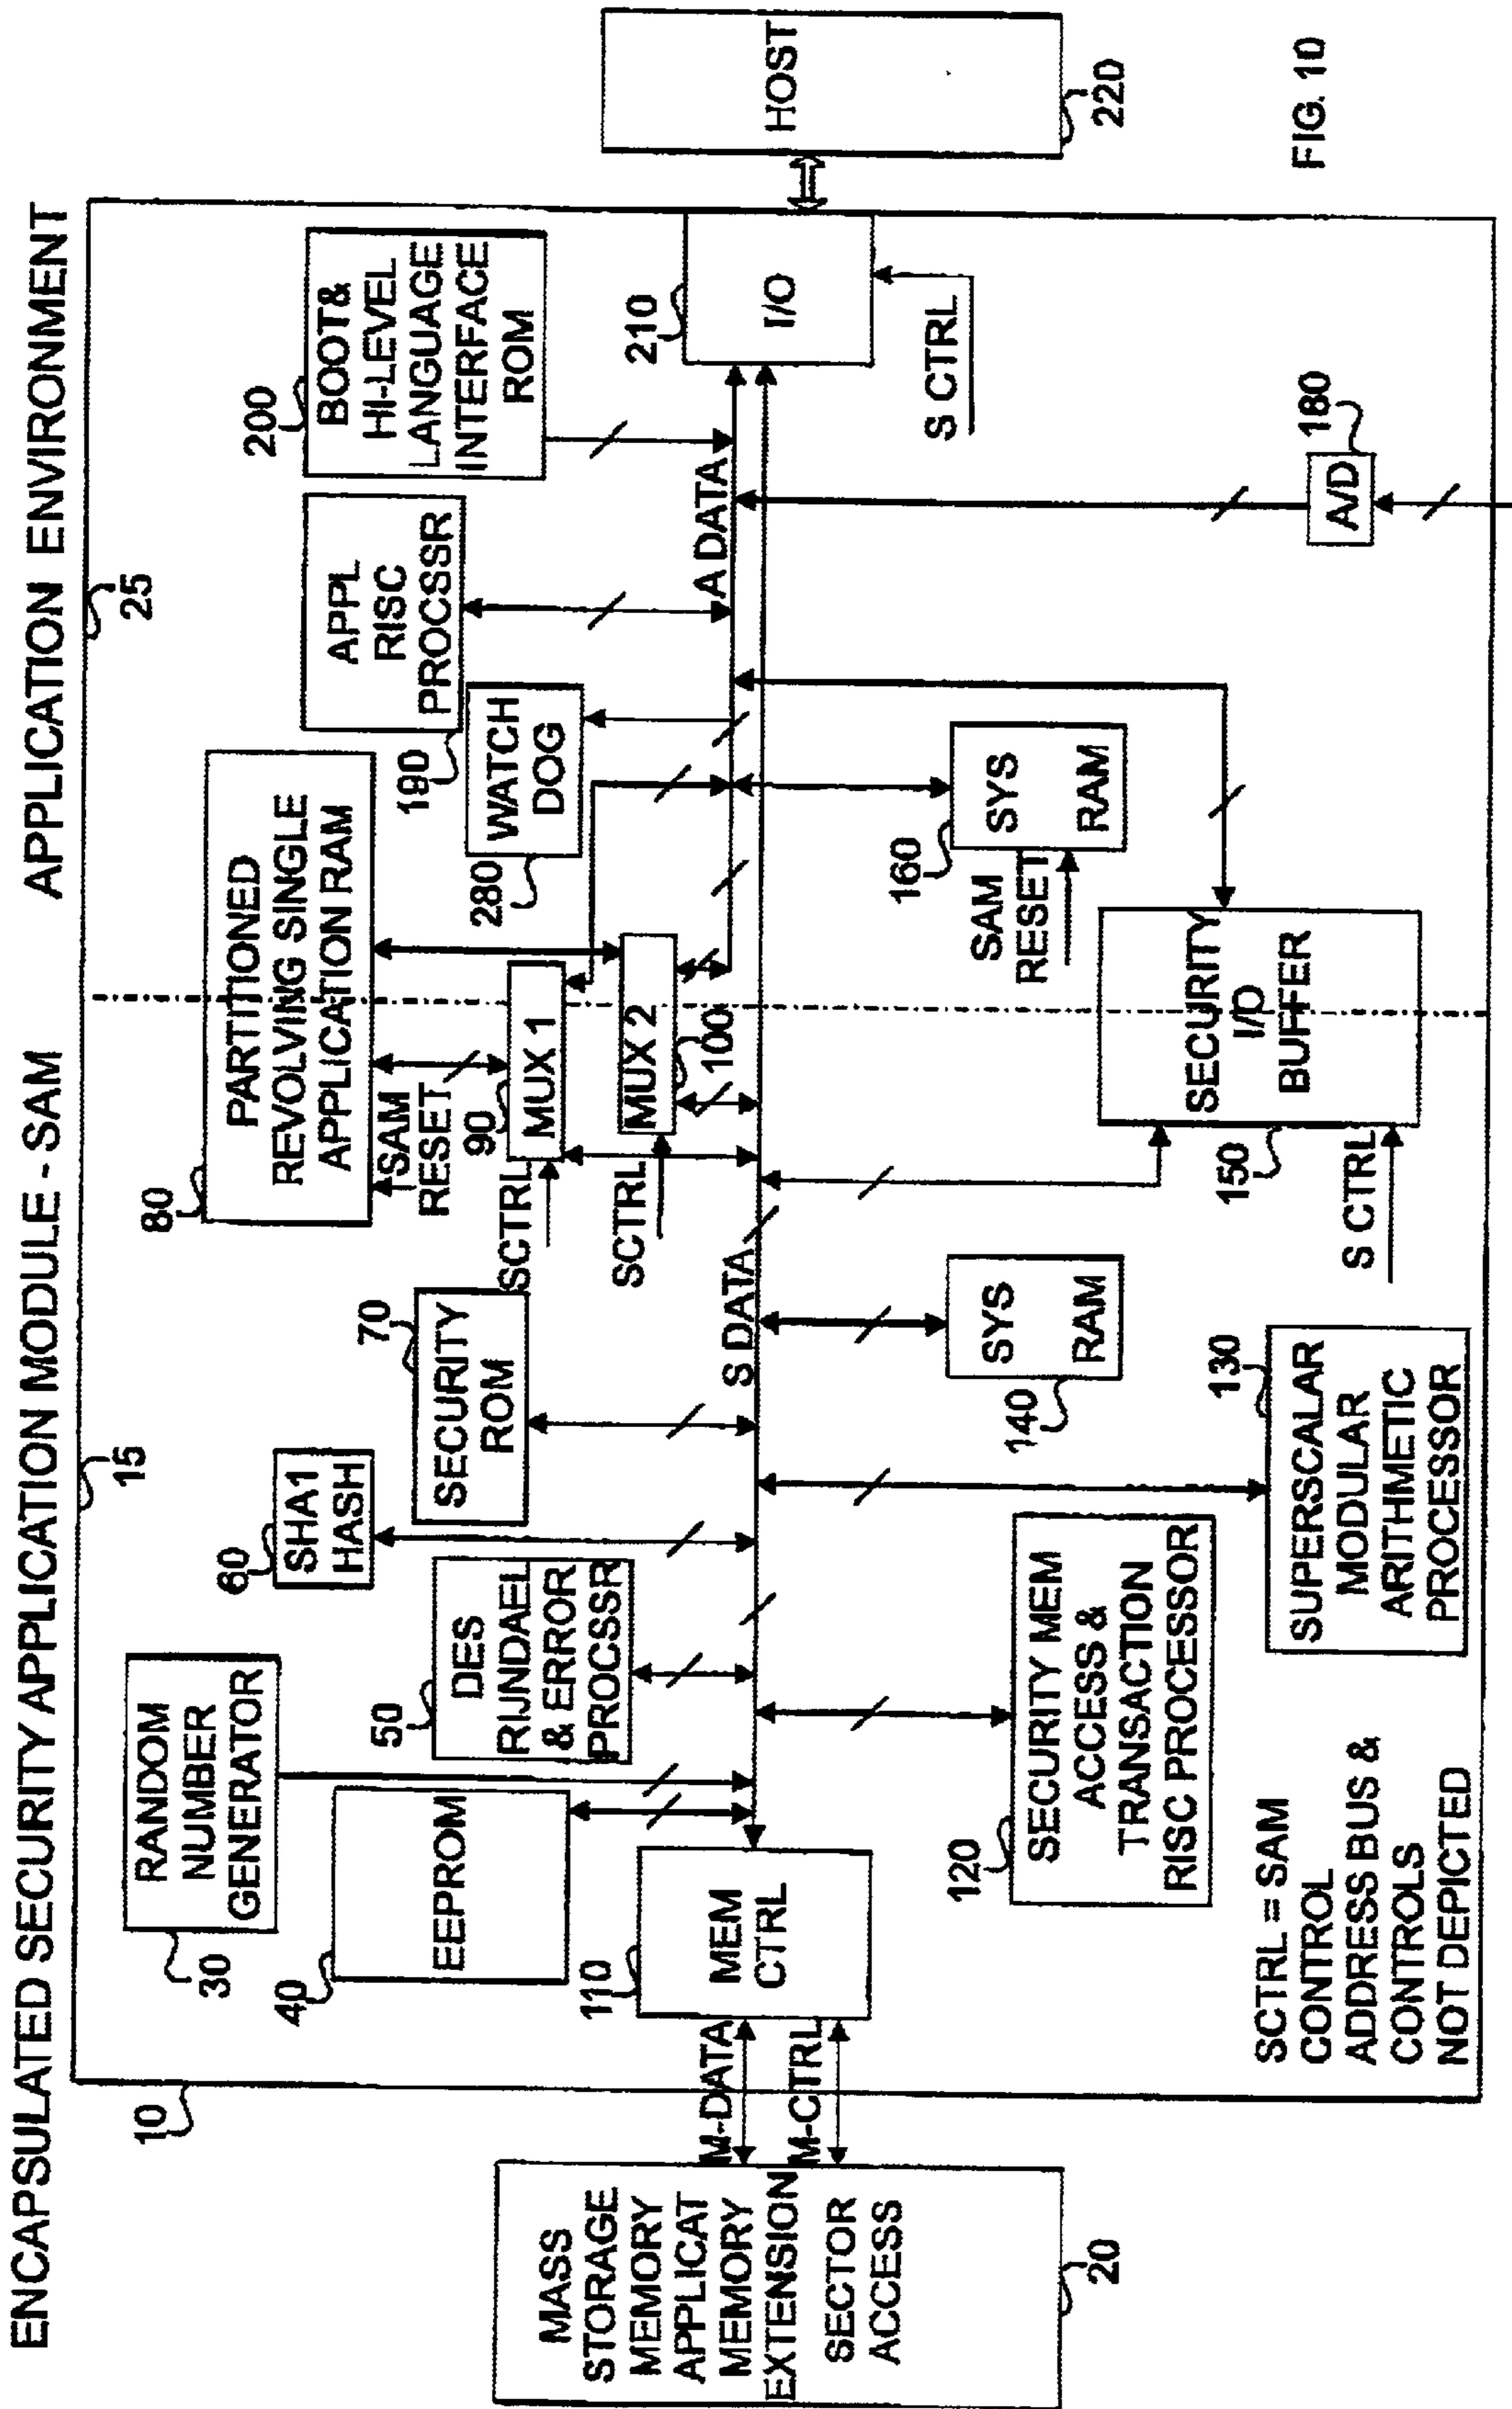 ENCAPSULATED SECURITY APPLICATION MODULE - SAM
APPLICATION ENVIRONMENT
10
15
25
RANDOM
NUMBER
GENERATOR
30
EEPROM
40
DES
RIJNDAEL
& ERROR
PROCSSR
50
SHA1
HASH
60
SECURITY
ROM
70
PARTITIONED
REVOLVING SINGLE
APPLICATION RAM
80
SAM
RESET
MUX 1
90
SCTRL
MUX 2
100
SCTRL
WATCH
DOG
280
APPL
RISC
PROCSSR
190
BOOT&
HI-LEVEL
LANGUAGE
INTERFACE
ROM
200
MASS
STORAGE
MEMORY
APPLICAT
MEMORY
EXTENSION
SECTOR
ACCESS
20
M-DATA
M-CTRL
MEM
CTRL
110
S DATA
A DATA
I/O
210
S CTRL
HOST
220
SECURITY MEM
ACCESS &
TRANSACTION
RISC PROCESSOR
120
SUPERSCALAR
MODULAR
ARITHMETIC
PROCESSOR
130
SYS
RAM
140
SECURITY
I/O
BUFFER
150
S CTRL
SYS
RAM
160
SAM
RESET
A/D
180
SCTRL = SAM
CONTROL
ADDRESS BUS &
CONTROLS
NOT DEPICTED
FIG. 10